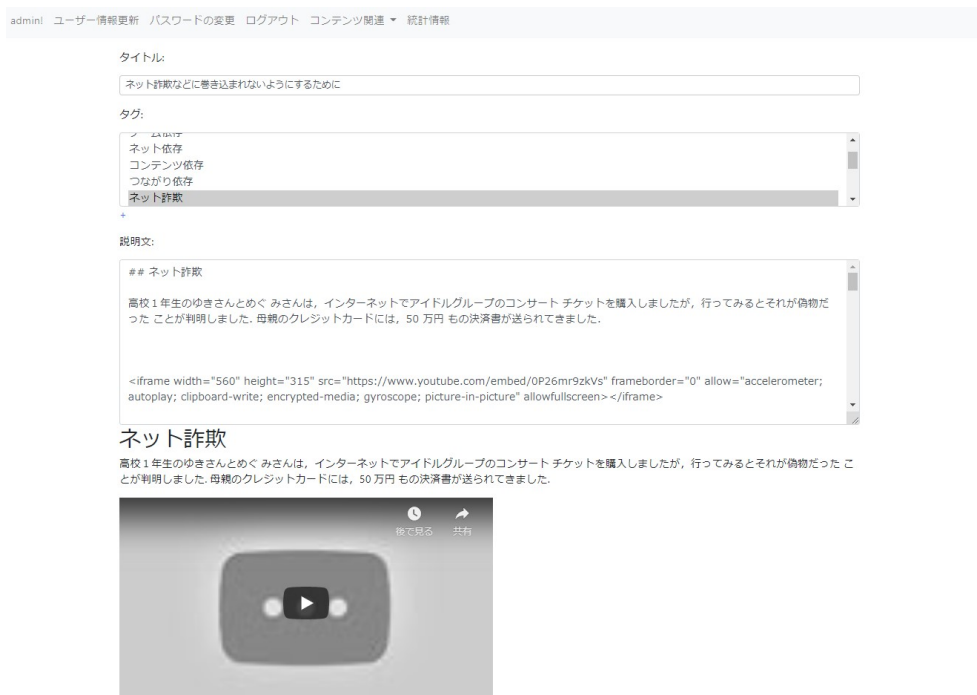 admin! ユーザー情報更新 パスワードの変更 ログアウト コンテンツ関連 統計情報
タイトル:
ネット詐欺などに巻き込まれないようにするために
タグ:
ネット依存
コンテンツ依存
つながり依存
ネット詐欺
+
説明文:
## ネット詐欺
高校１年生のゆきさんとめぐ みさんは，インターネットでアイドルグループのコンサート チケットを購入しましたが，行ってみるとそれが偽物だ
った ことが判明しました. 母親のクレジットカードには，50 万円 もの決済書が送られてきました.
<iframe width="560" height="315" src="https://www.youtube.com/embed/0P26mr9zkVs" frameborder="0" allow="accelerometer;
autoplay; clipboard-write; encrypted-media; gyroscope; picture-in-picture" allowfullscreen></iframe>
ネット詐欺
高校１年生のゆきさんとめぐ みさんは，インターネットでアイドルグループのコンサート チケットを購入しましたが，行ってみるとそれが偽物だった こ
とが判明しました. 母親のクレジットカードには，50 万円 もの決済書が送られてきました.
後で見る 共有